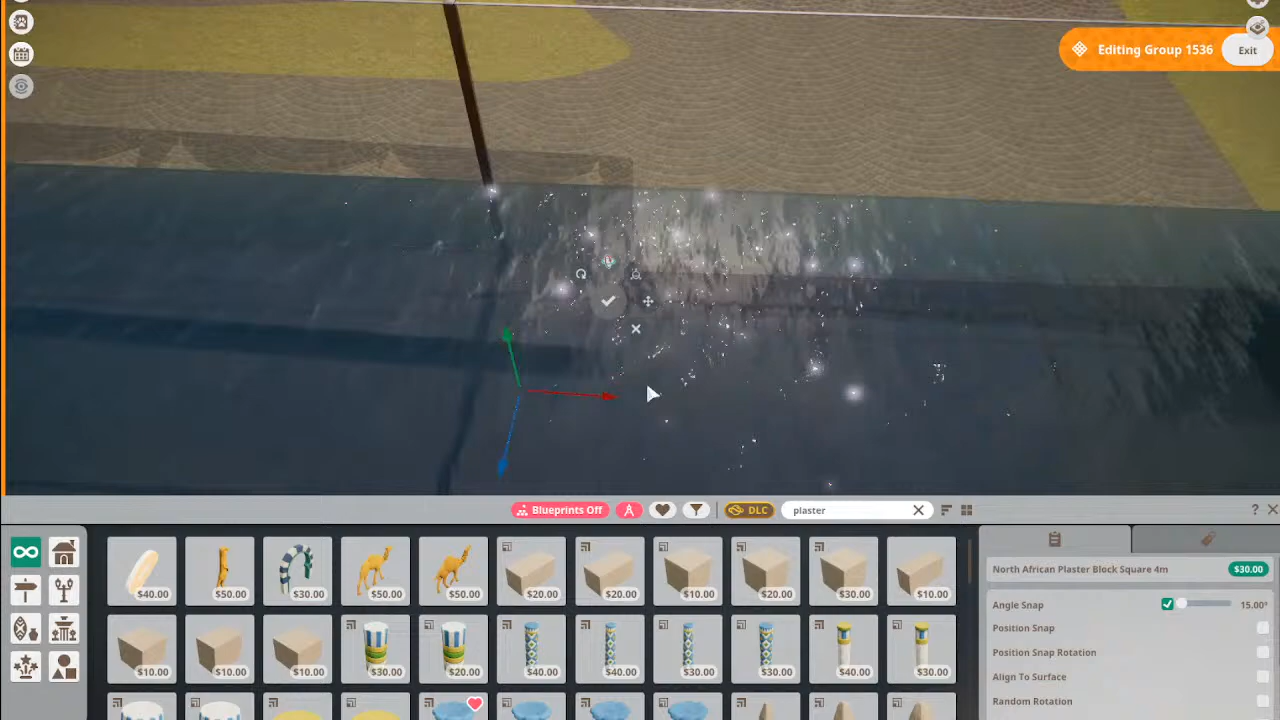 Editing Group 1536
Exit
Blueprints Off
DLC
plaster
?
$40.00
$50.00
$30.00
$50.00
$50.00
$20.00
$20.00
$10.00
$20.00
$30.00
$10.00
$10.00
$10.00
$10.00
$30.00
$20.00
$40.00
$40.00
$30.00
$30.00
$40.00
$30.00
North African Plaster Block Square 4m
$30.00
Angle Snap
15.00°
Position Snap
Position Snap Rotation
Align To Surface
Random Rotation